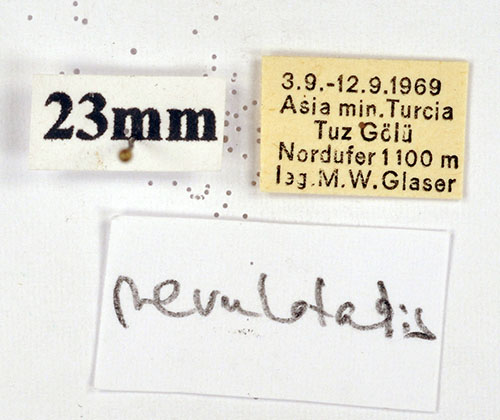 23mm
3.9.-12.9.1969
Asia min. Turcia
Tuz Gölü
Nordufer 1100 m
leg. M.W. Glaser